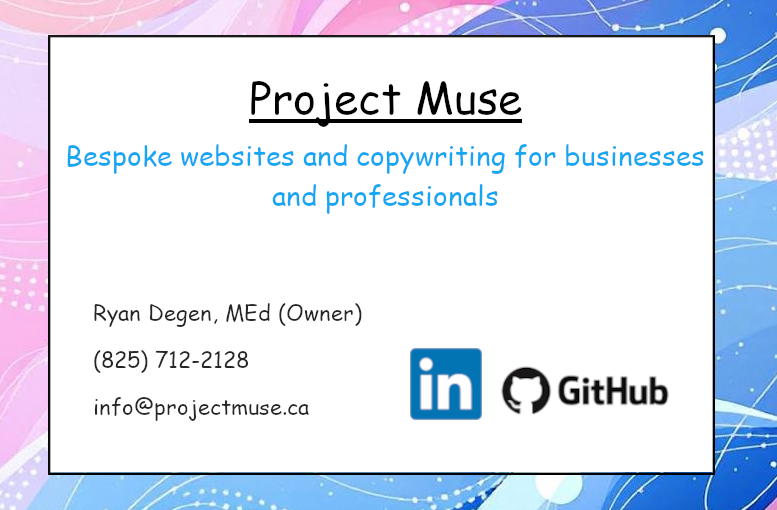 Project Muse
Bespoke websites and copywriting for businesses
and professionals
Ryan Degen, MEd (Owner)
(825) 712-2128
info@projectmuse.ca
in
GitHub